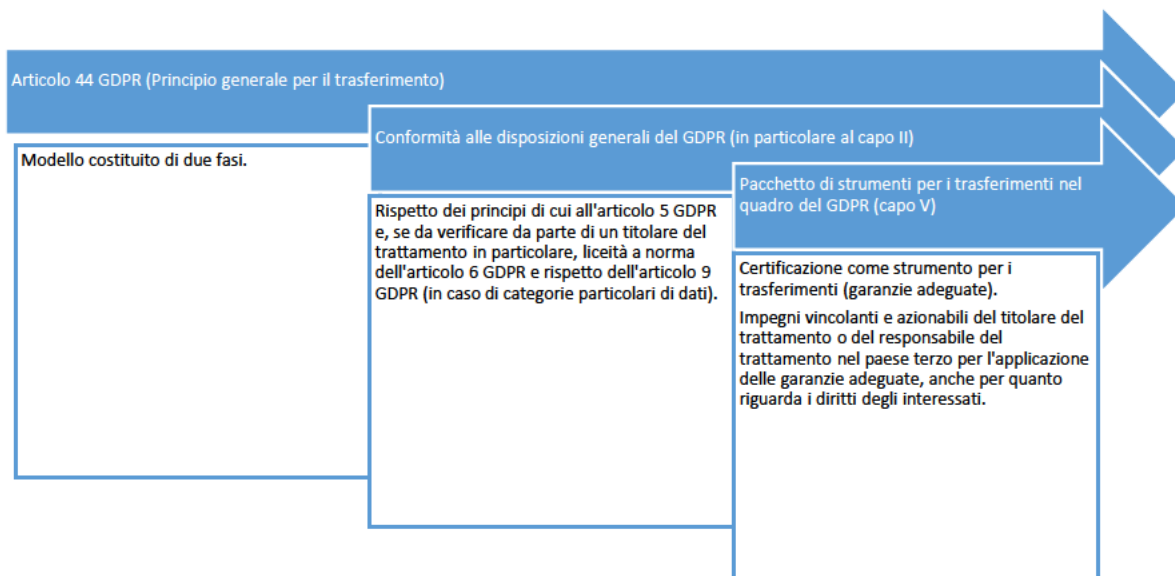 Articolo 44 GDPR (Principio generale per il trasferimento)
Modello costituito di due fasi.
Conformità alle disposizioni generali del GDPR (in particolare al capo II)
Rispetto dei principi di cui all'articolo 5 GDPR
e, se da verificare da parte di un titolare del
trattamento in particolare, liceità a norma
dell'articolo 6 GDPR e rispetto dell'articolo 9
GDPR (in caso di categorie particolari di dati).
Pacchetto di strumenti per i trasferimenti nel
quadro del GDPR (capo V)
Certificazione come strumento per i
trasferimenti (garanzie adeguate).
Impegni vincolanti e azionabili del titolare del
trattamento o del responsabile del
trattamento nel paese terzo per l'applicazione
delle garanzie adeguate, anche per quanto
riguarda i diritti degli interessati.